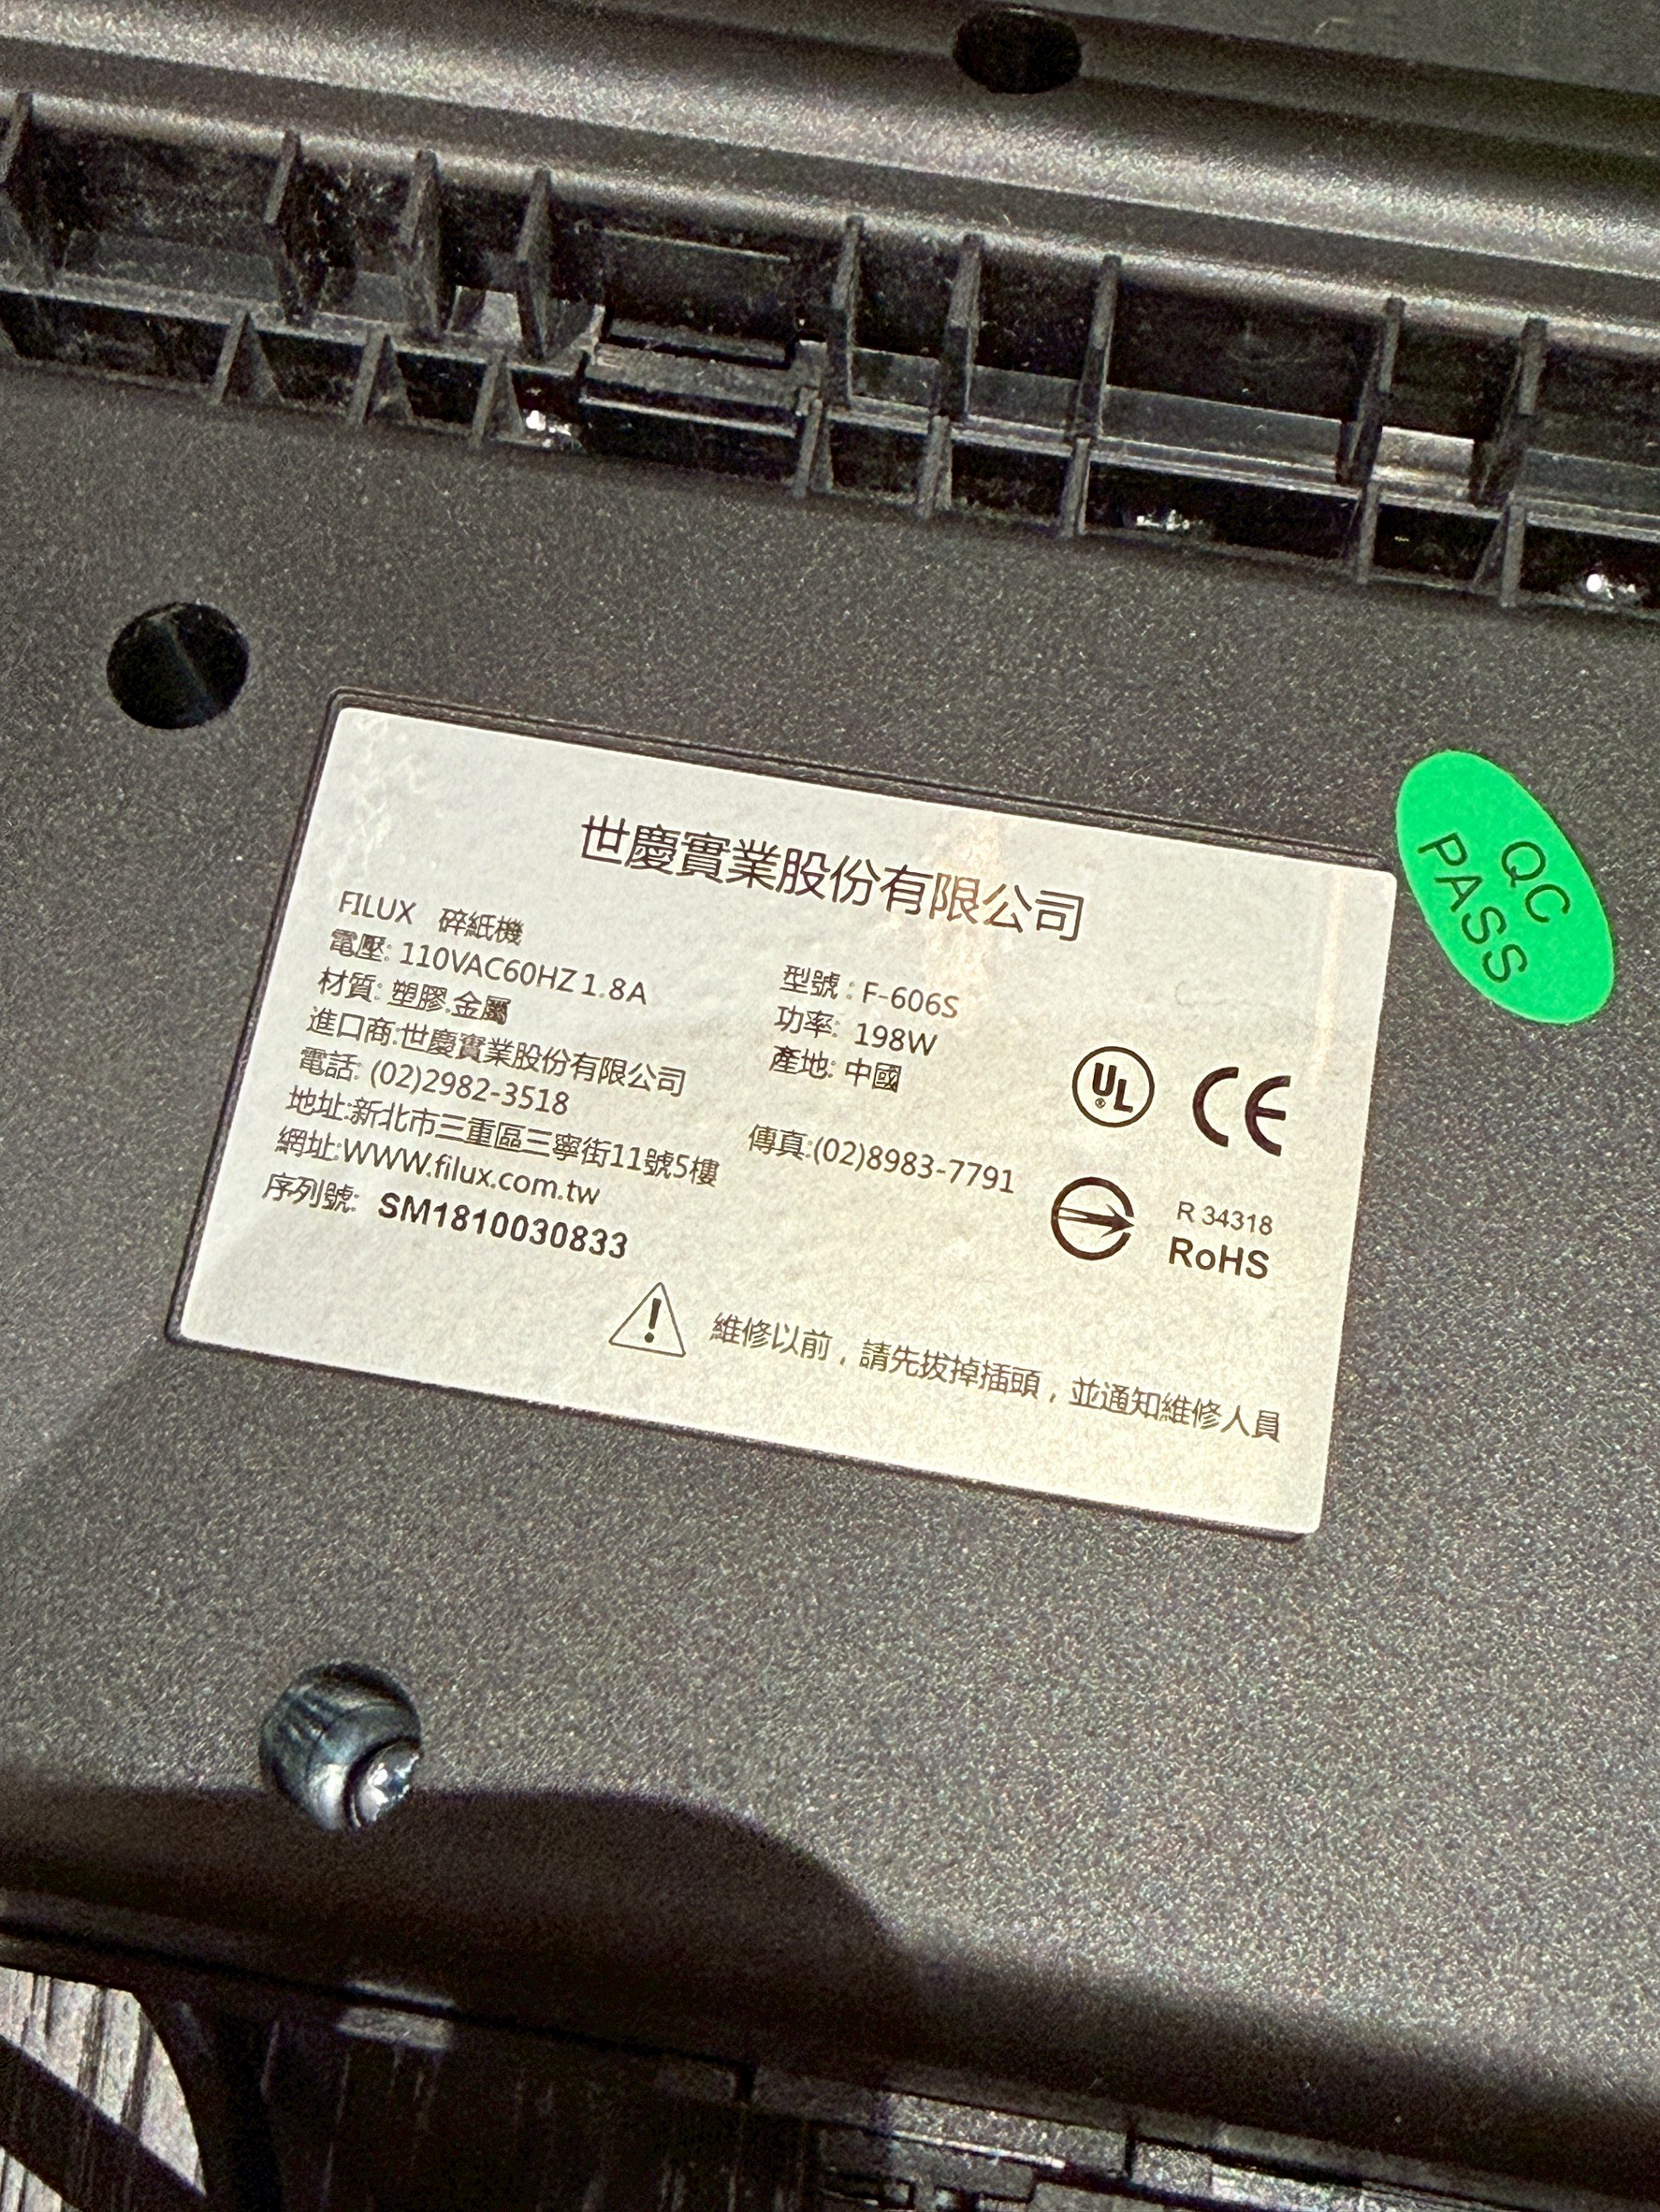 世慶實業股份有限公司
FILUX 碎紙機
型號: F-606S
電壓: 110VAC60HZ 1.8A
功率: 198W
材質: 塑膠.金屬
產地: 中國
進口商:世慶實業股份有限公司
電話: (02)2982-3518
傳真:(02)8983-7791
地址:新北市三重區三寧街11號5樓
網址:WWW.filux.com.tw
序列號: SM1810030833
UL
CE
R 34318
RoHS
維修以前，請先拔掉插頭，並通知維修人員
QC
PASS